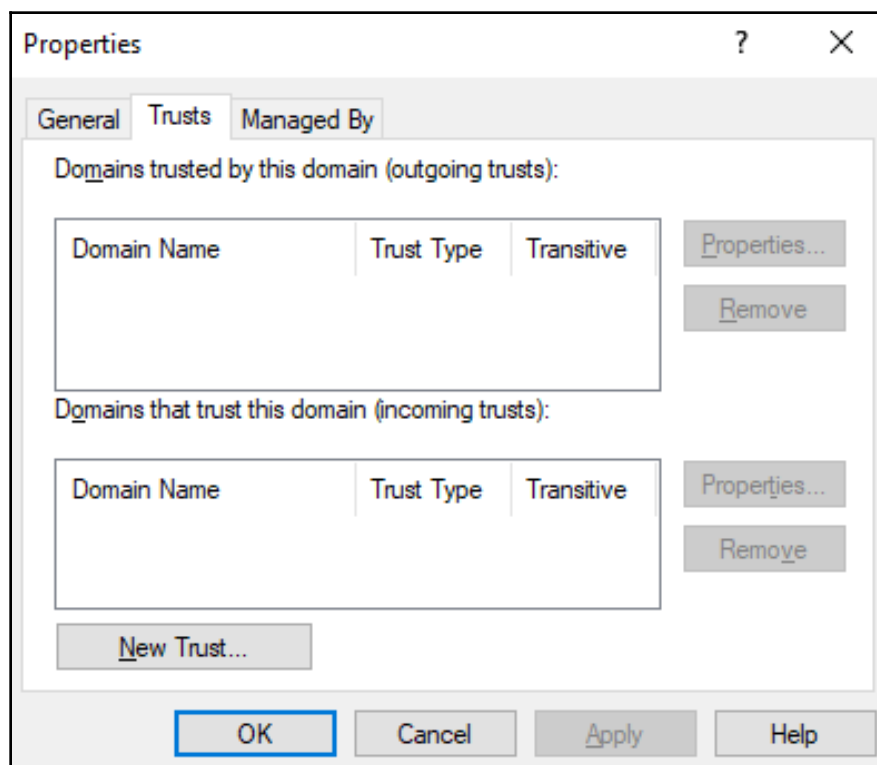 Properties ? ×
General Trusts Managed By
Domains trusted by this domain (outgoing trusts):
Domain Name Trust Type Transitive Properties...
Remove
Domains that trust this domain (incoming trusts):
Domain Name Trust Type Transitive Properties...
Remove
New Trust...
OK Cancel Apply Help